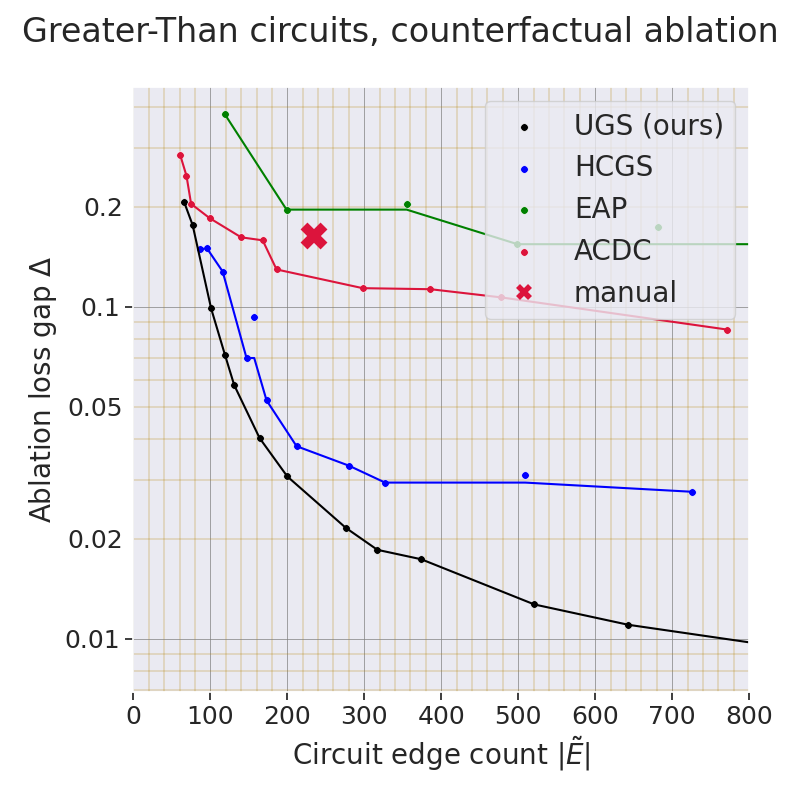 Greater-Than circuits, counterfactual ablation
UGS (ours)
HCGS
EAP
ACDC
manual
Ablation loss gap Δ
0.2
0.1
0.05
0.02
0.01
0 100 200 300 400 500 600 700 800
Circuit edge count |Ẽ|